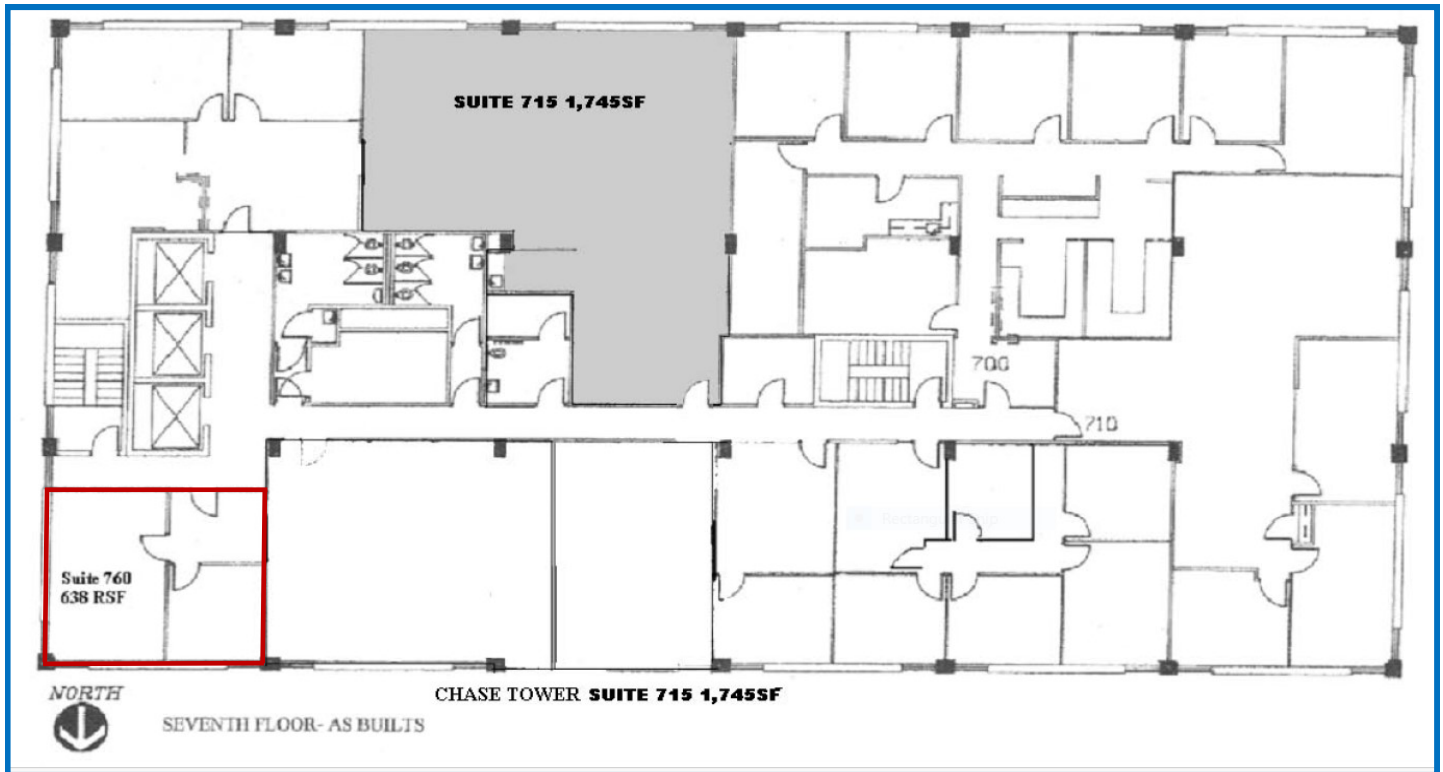 SUITE 715 1,745SF
700
710
Suite 760
638 RSF
NORTH
CHASE TOWER SUITE 715 1,745SF
SEVENTH FLOOR- AS BUILTS